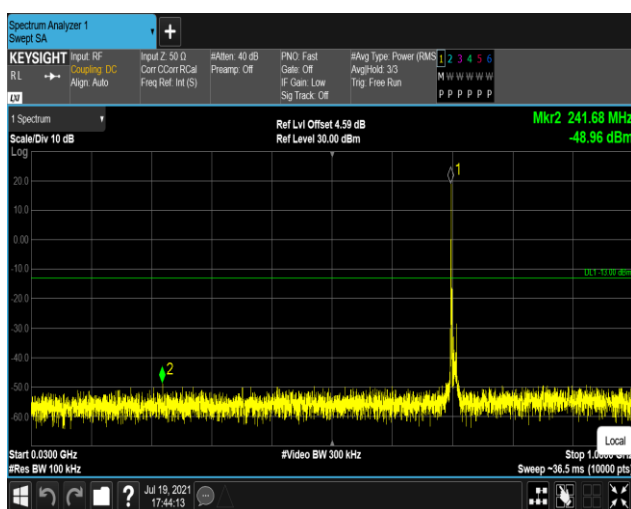 Spectrum Analyzer 1
Swept SA
+
KEYSIGHT
RL
LXI
Input: RF
Coupling: DC
Align: Auto
Input Z: 50 Ω
Corr CCorr RCal
Freq Ref: Int (S)
#Atten: 40 dB
Preamp: Off
PNO: Fast
Gate: Off
IF Gain: Low
Sig Track: Off
#Avg Type: Power (RMS
Avg|Hold: 3/3
Trig: Free Run
1 2 3 4 5 6
M W W W W W
P P P P P P
1 Spectrum
Scale/Div 10 dB
Log
Ref Lvl Offset 4.59 dB
Ref Level 30.00 dBm
Mkr2 241.68 MHz
-48.96 dBm
1
20.0
10.0
0.00
-10.0
DL1 -13.00 dBm
-20.0
-30.0
-40.0
2
-50.0
-60.0
Local
Start 0.0300 GHz
#Res BW 100 kHz
#Video BW 300 kHz
Stop
Sweep ~36.5 ms (10000 pts)
?
Jul 19, 2021
17:44:13